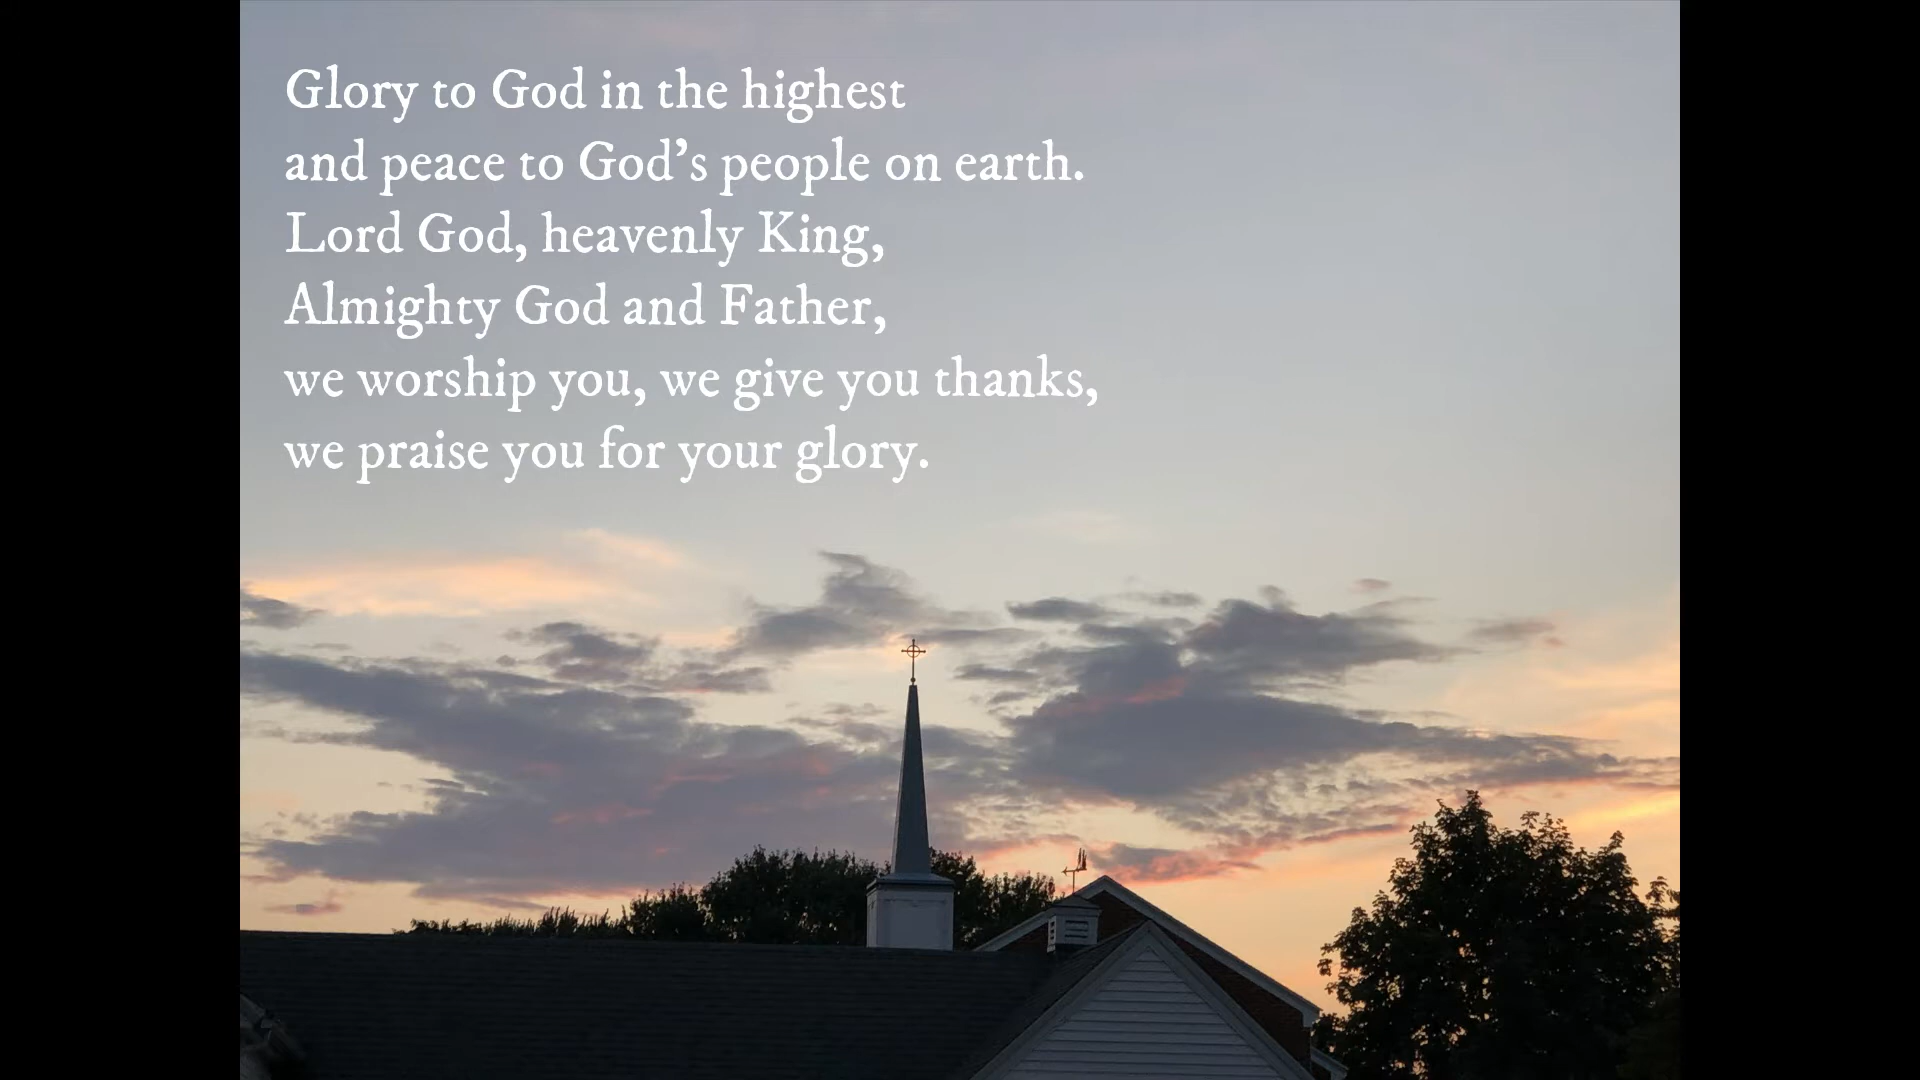 Glory to God in the highest
and peace to God’s people on earth.
Lord God, heavenly King,
Almighty God and Father,
we worship you, we give you thanks,
we praise you for your glory.